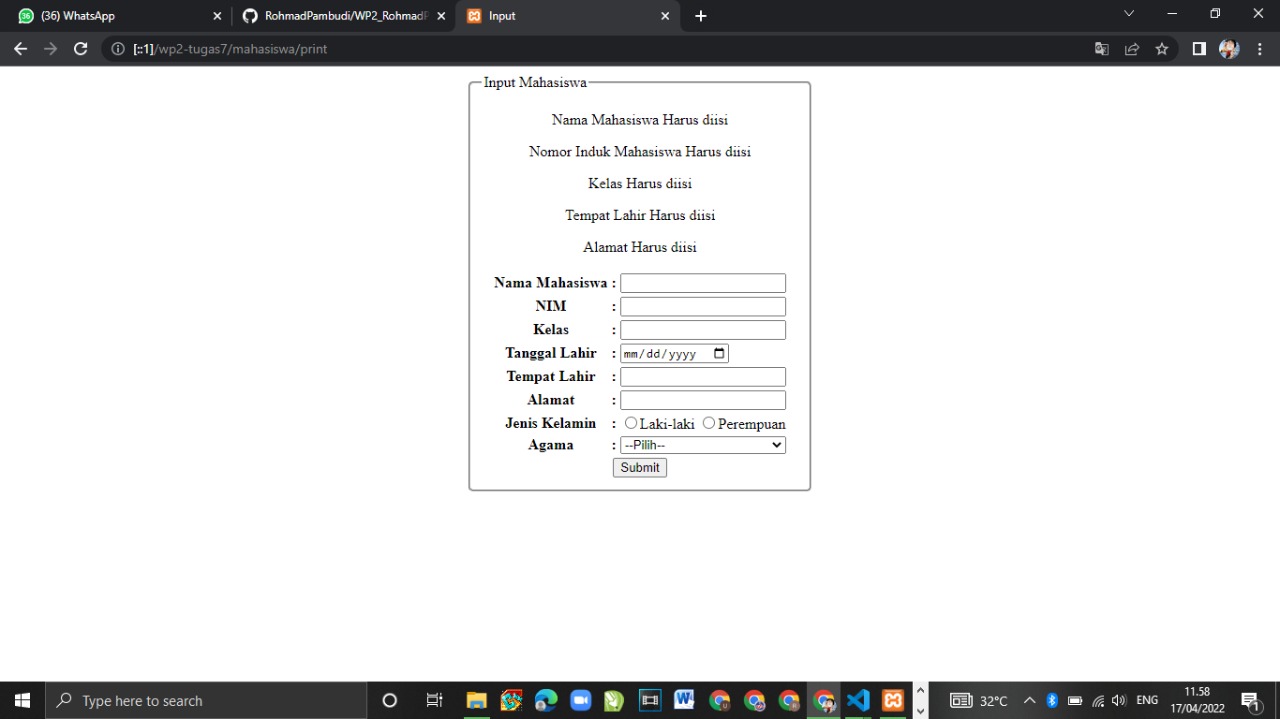 (36) WhatsApp
RohmadPambudi/WP2_RohmadP
Input
[::1]/wp2-tugas7/mahasiswa/print
Input Mahasiswa
Nama Mahasiswa Harus diisi
Nomor Induk Mahasiswa Harus diisi
Kelas Harus diisi
Tempat Lahir Harus diisi
Alamat Harus diisi
Nama Mahasiswa :
NIM :
Kelas :
Tanggal Lahir : mm/dd/yyyy
Tempat Lahir :
Alamat :
Jenis Kelamin : Laki-laki Perempuan
Agama : --Pilih--
Submit
Type here to search
32°C
ENG
11.58
17/04/2022